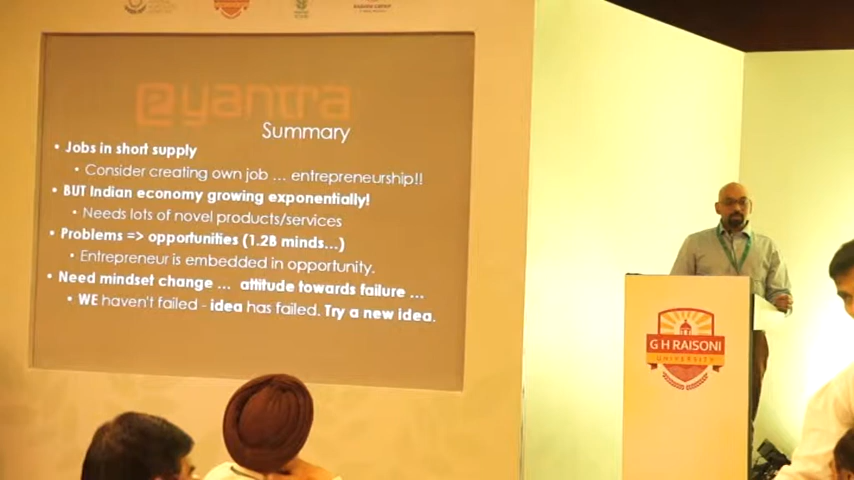 eyantra
Summary
• Jobs in short supply
• Consider creating own job ... entrepreneurship!!
• BUT Indian economy growing exponentially!
• Needs lots of novel products/services
• Problems => opportunities (1.2B minds...)
• Entrepreneur is embedded in opportunity.
• Need mindset change ... attitude towards failure ...
• WE haven't failed - idea has failed. Try a new idea.
G H RAISONI
UNIVERSITY